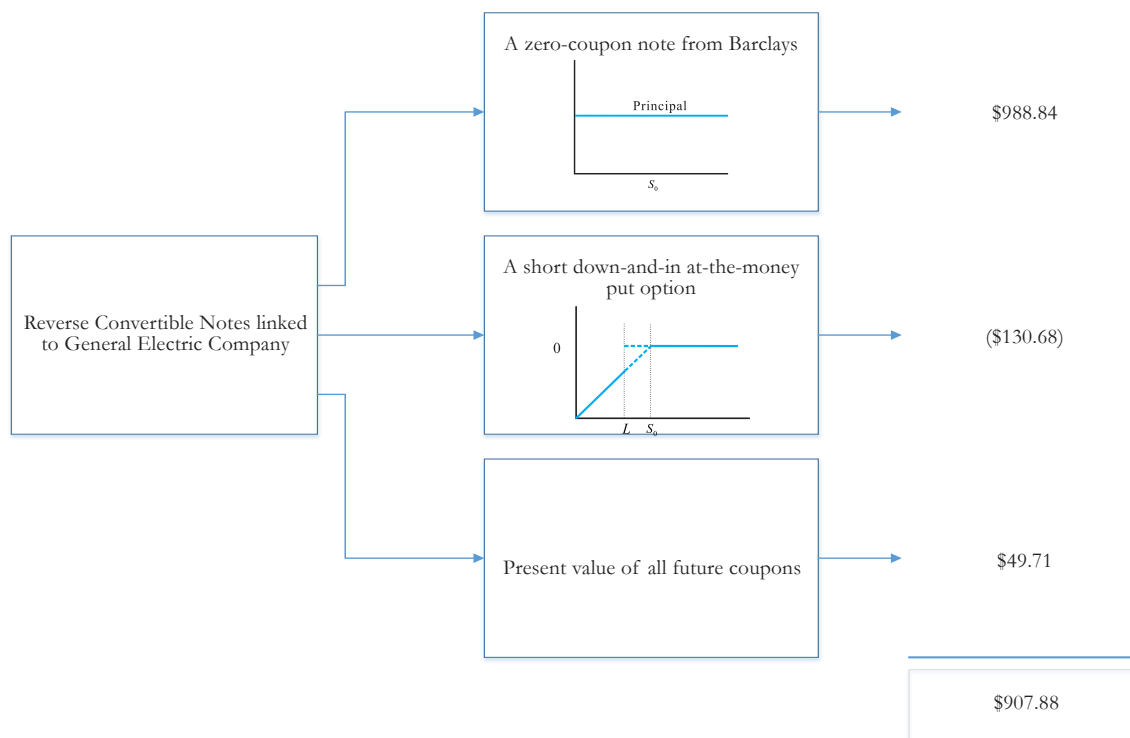 A zero-coupon note from Barclays
Principal
S₀
$988.84
Reverse Convertible Notes linked
to General Electric Company
A short down-and-in at-the-money
put option
0
L S₀
($130.68)
Present value of all future coupons
$49.71
$907.88